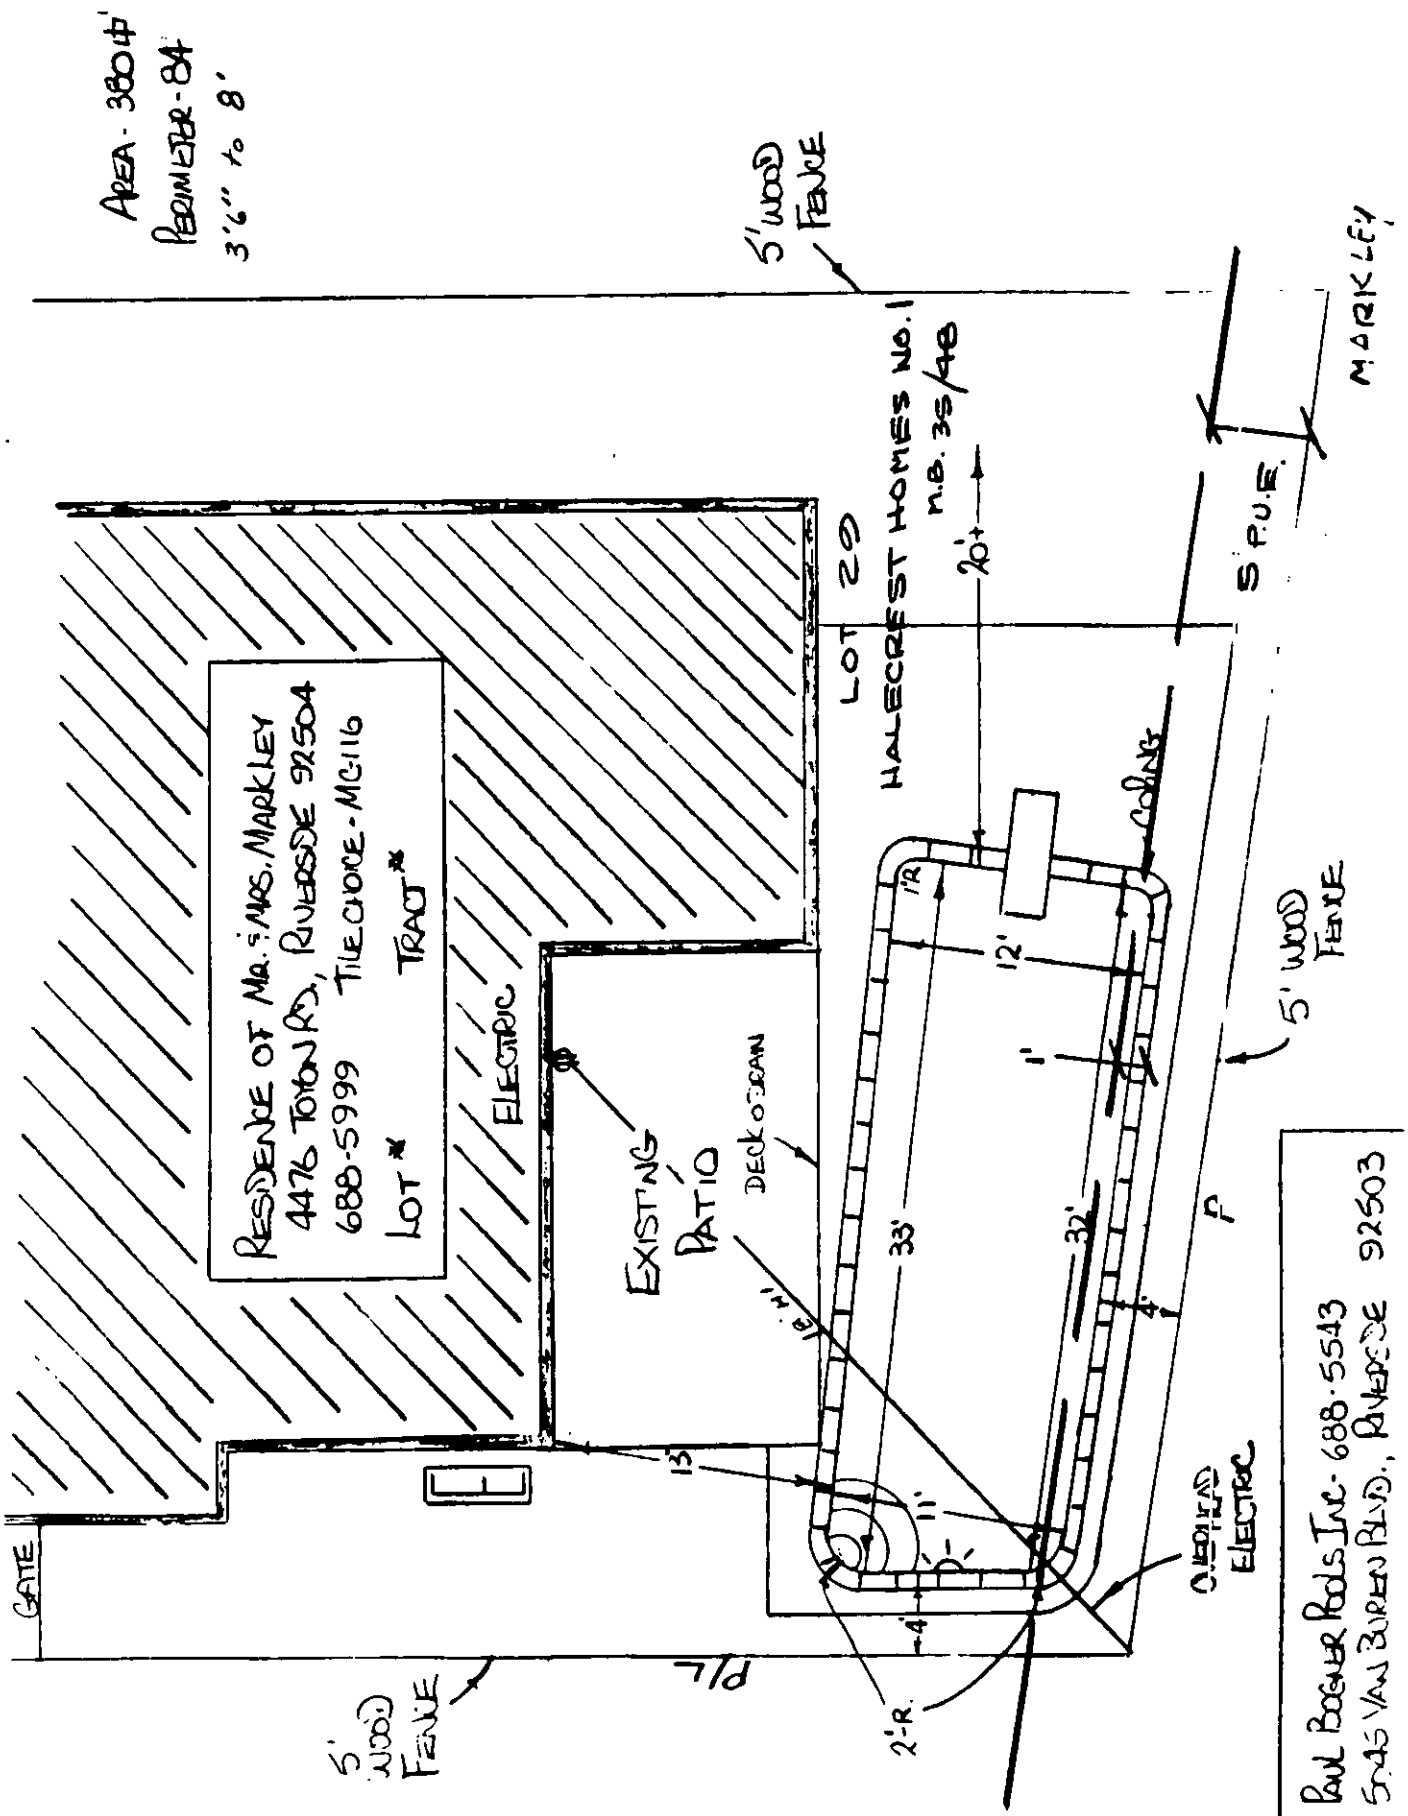 AREA - 380 ⌗'
PERIMETER - 84
3'6" to 8'
5' WOOD
FENCE
MARKLEY
HALECREST HOMES NO. 1
M.B. 35/48
LOT 29
20'+
5' P.U.E.
RESIDENCE OF MR. & MRS. MARKLEY
4476 TOYON RD, RIVERSIDE 92504
688-5999 TILE CHOICE - MC-116
LOT # TRACT #
ELECTRIC
EXISTING
PATIO
DECK O DRAIN
COPING
1'R
12'
1'
33'
32'
4'
13'
11'
4'
2'-R.
GATE
5'
WOOD
FENCE
P/L
OVERHEAD
ELECTRIC
5' WOOD
FENCE
PAUL BOGNER POOLS INC - 688-5543
VAN BUREN BLVD., RIVERSIDE 92503